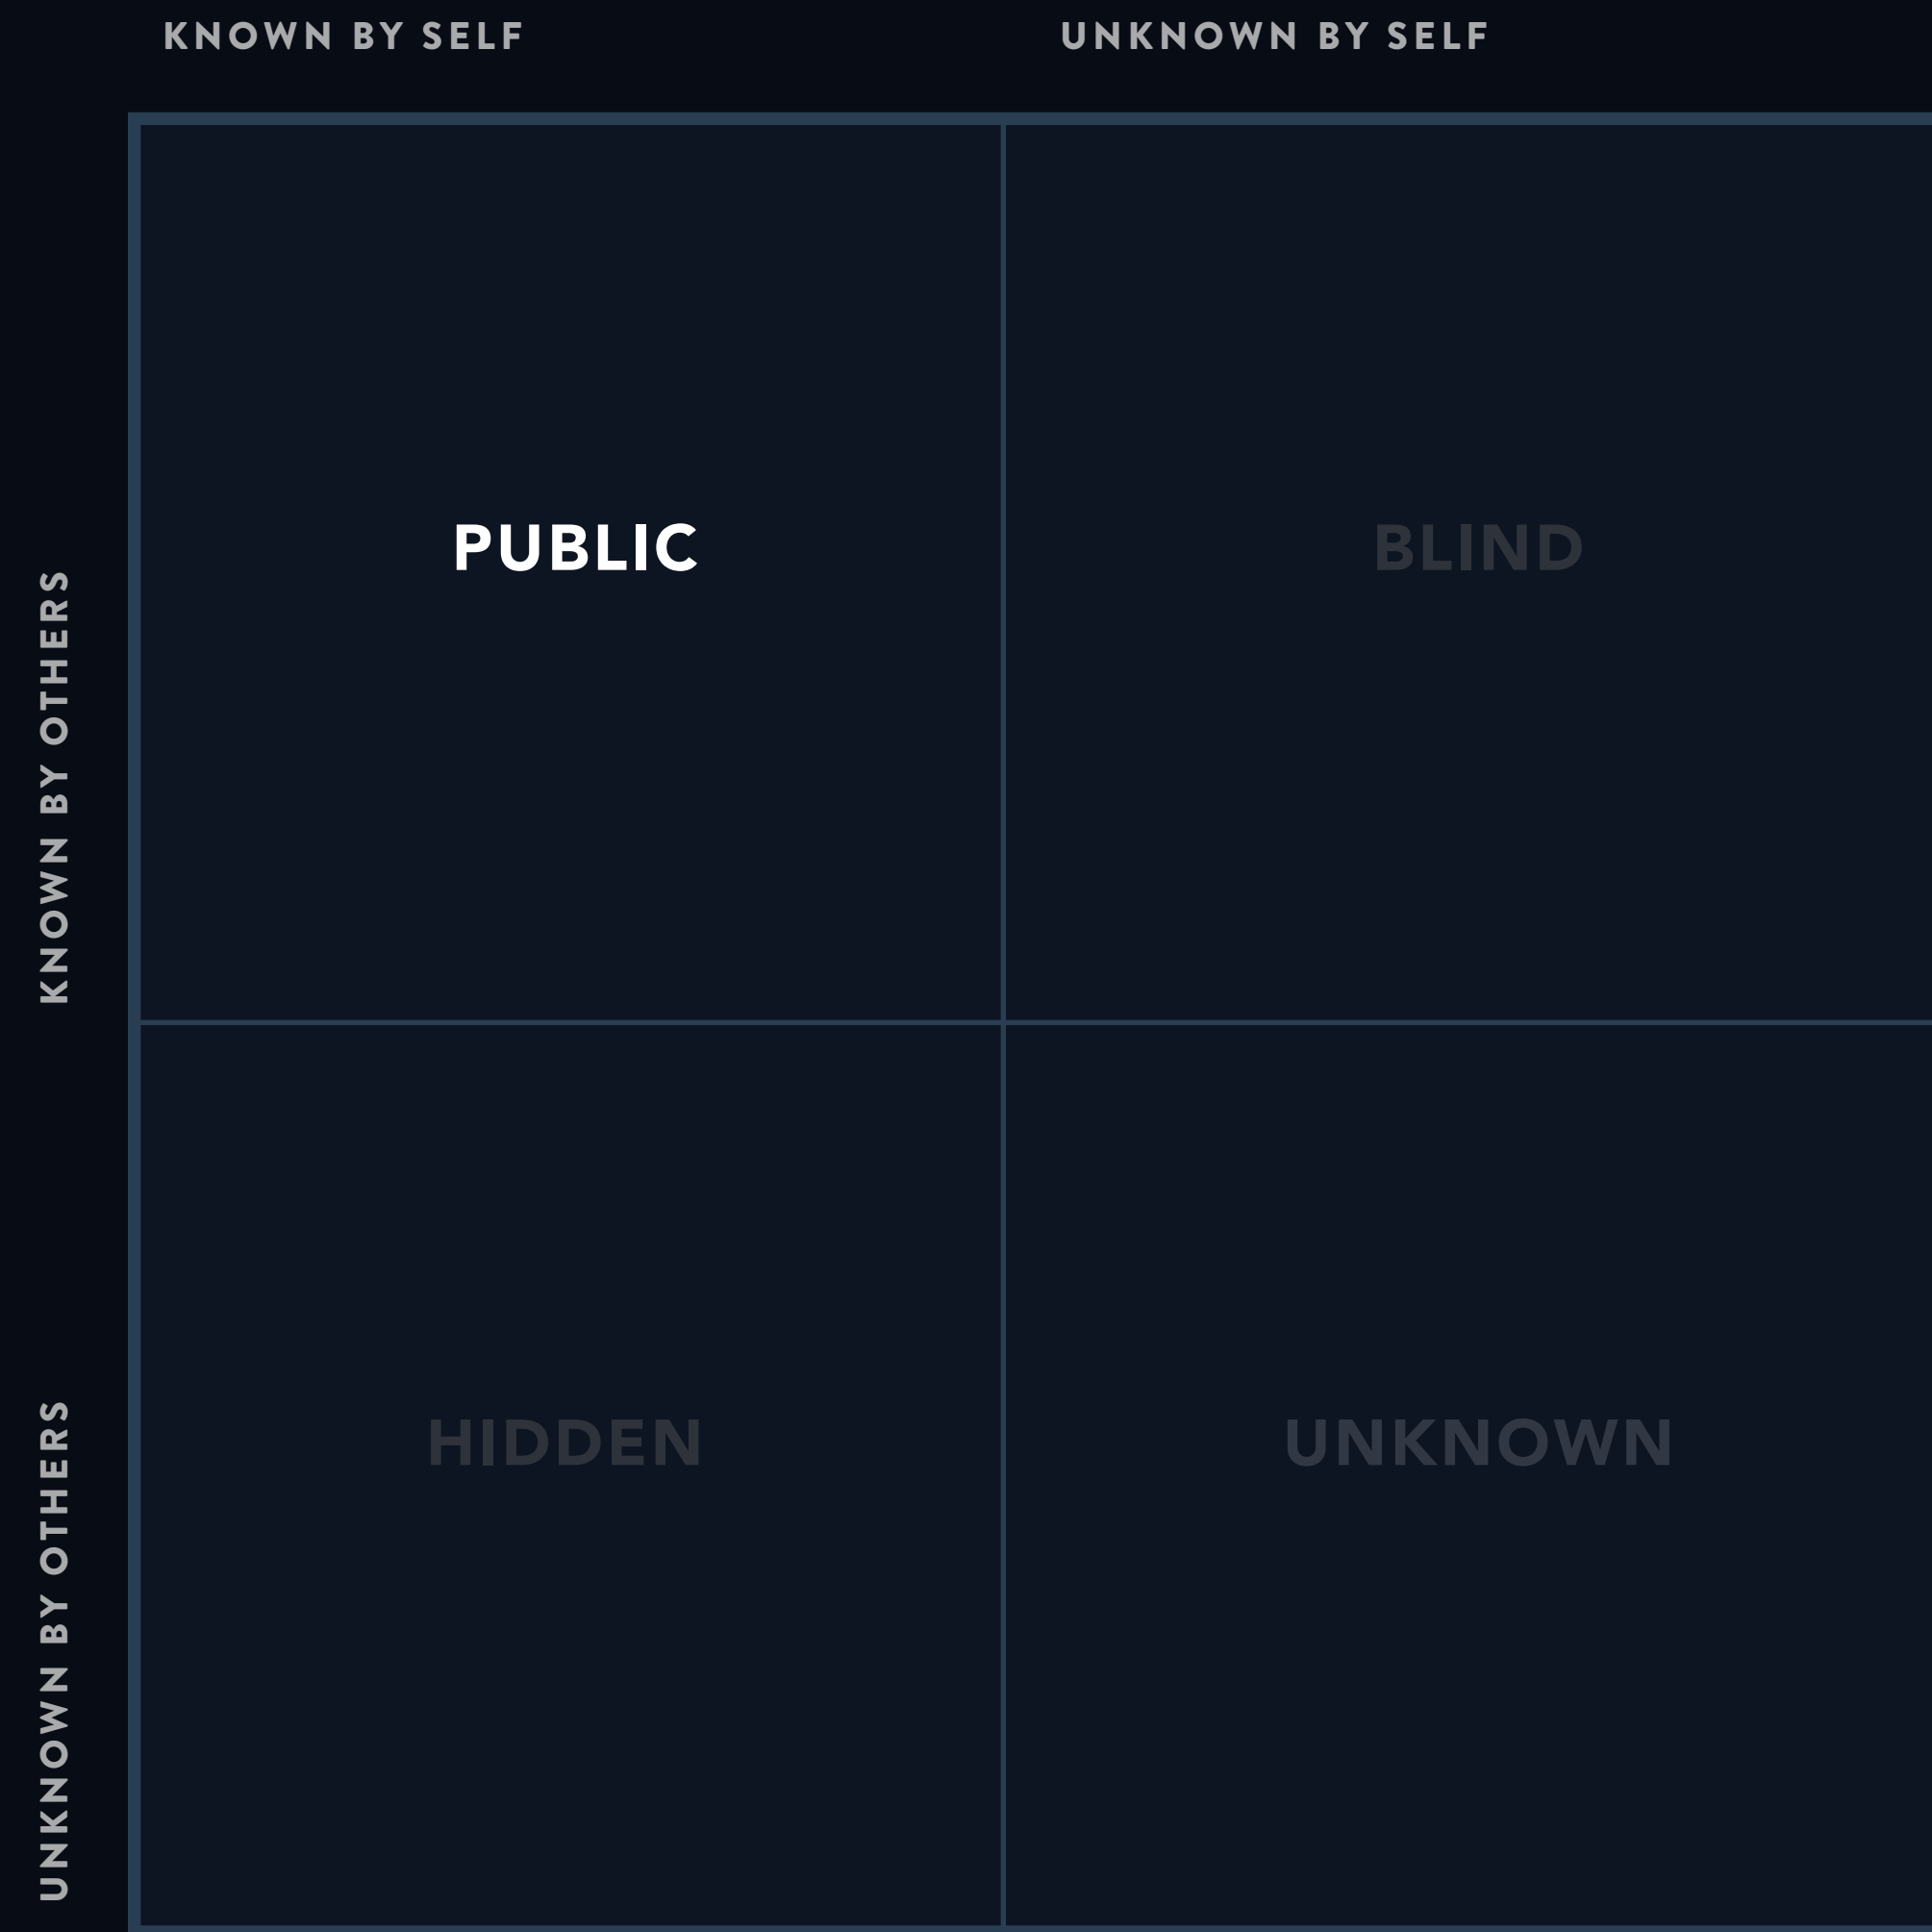 KNOWN BY SELF
UNKNOWN BY SELF
KNOWN BY OTHERS
PUBLIC
BLIND
UNKNOWN BY OTHERS
HIDDEN
UNKNOWN